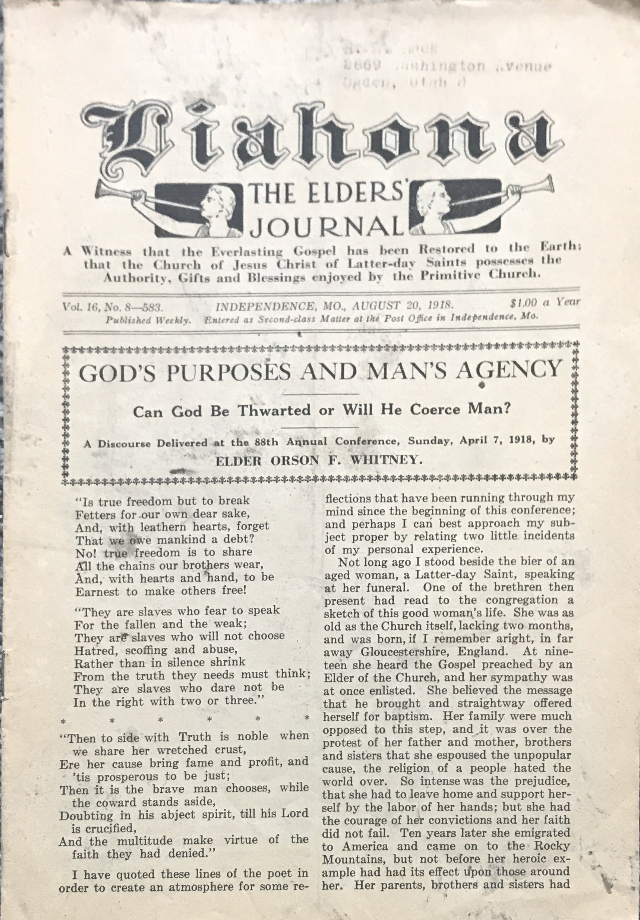 2669 Washington Avenue
Ogden, Utah
Liahona
THE ELDERS'
JOURNAL
A Witness that the Everlasting Gospel has been Restored to the Earth;
that the Church of Jesus Christ of Latter-day Saints possesses the
Authority, Gifts and Blessings enjoyed by the Primitive Church.
Vol. 16, No. 8—583. INDEPENDENCE, MO., AUGUST 20, 1918. $1.00 a Year
Published Weekly. Entered as Second-class Matter at the Post Office in Independence, Mo.
GOD'S PURPOSES AND MAN'S AGENCY
Can God Be Thwarted or Will He Coerce Man?
A Discourse Delivered at the 88th Annual Conference, Sunday, April 7, 1918, by
ELDER ORSON F. WHITNEY.
"Is true freedom but to break
Fetters for our own dear sake,
And, with leathern hearts, forget
That we owe mankind a debt?
No! true freedom is to share
All the chains our brothers wear,
And, with hearts and hand, to be
Earnest to make others free!
"They are slaves who fear to speak
For the fallen and the weak;
They are slaves who will not choose
Hatred, scoffing and abuse,
Rather than in silence shrink
From the truth they needs must think;
They are slaves who dare not be
In the right with two or three."
* * * * * *
"Then to side with Truth is noble when
we share her wretched crust,
Ere her cause bring fame and profit, and
'tis prosperous to be just;
Then it is the brave man chooses, while
the coward stands aside,
Doubting in his abject spirit, till his Lord
is crucified,
And the multitude make virtue of the
faith they had denied."
I have quoted these lines of the poet in
order to create an atmosphere for some re-
flections that have been running through my
mind since the beginning of this conference;
and perhaps I can best approach my sub-
ject proper by relating two little incidents
of my personal experience.
Not long ago I stood beside the bier of an
aged woman, a Latter-day Saint, speaking
at her funeral. One of the brethren then
present had read to the congregation a
sketch of this good woman's life. She was as
old as the Church itself, lacking two months,
and was born, if I remember aright, in far
away Gloucestershire, England. At nine-
teen she heard the Gospel preached by an
Elder of the Church, and her sympathy was
at once enlisted. She believed the message
that he brought and straightway offered
herself for baptism. Her family were much
opposed to this step, and it was over the
protest of her father and mother, brothers
and sisters that she espoused the unpopular
cause, the religion of a people hated the
world over. So intense was the prejudice,
that she had to leave home and support her-
self by the labor of her hands; but she had
the courage of her convictions and her faith
did not fail. Ten years later she emigrated
to America and came on to the Rocky
Mountains, but not before her heroic ex-
ample had had its effect upon those around
her. Her parents, brothers and sisters had